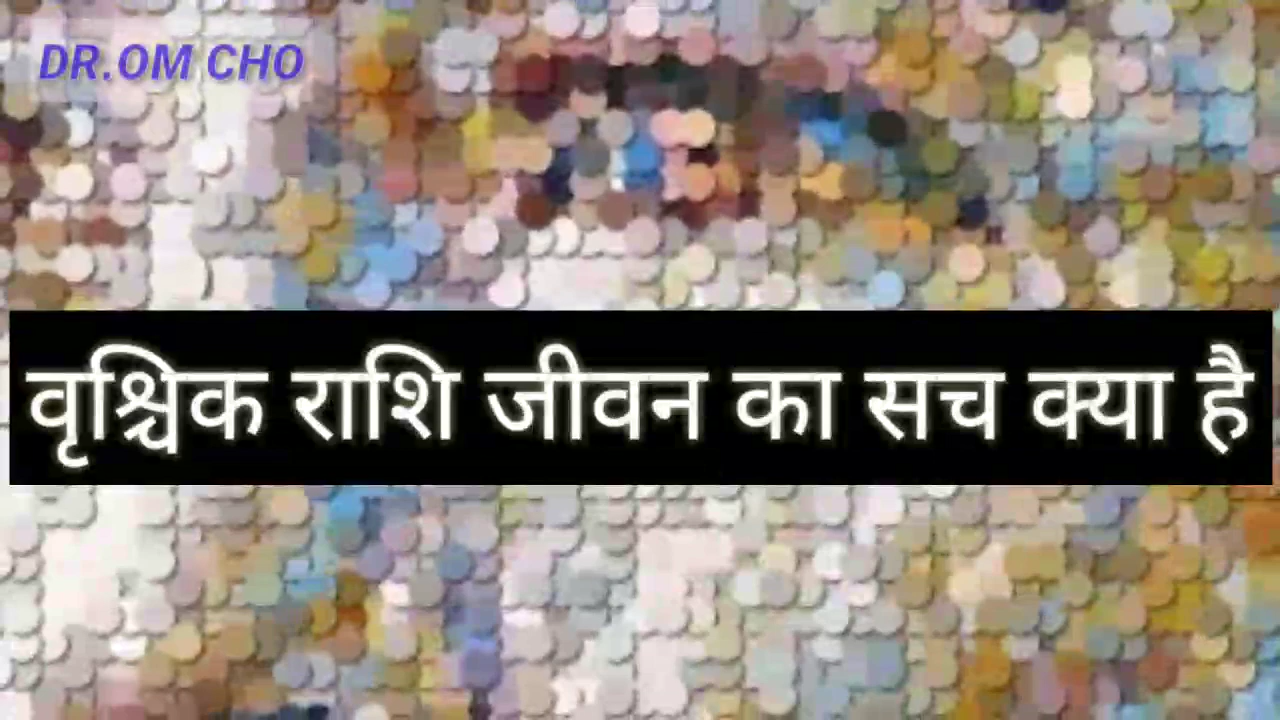 DR.OM CHO
वृश्चिक राशि जीवन का सच क्या है